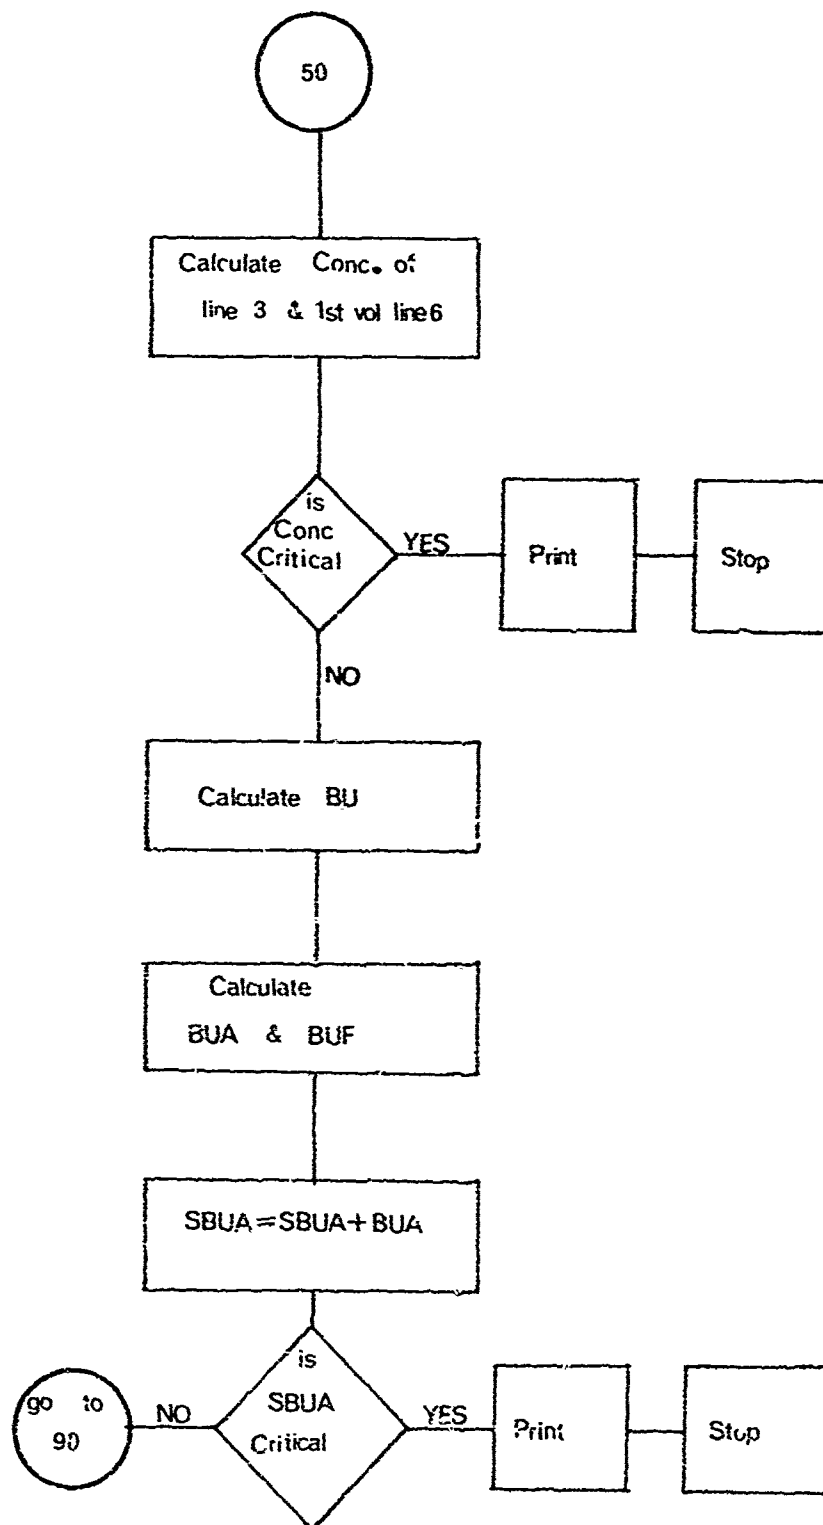 50
Calculate Conc. of
line 3 & 1st vol line 6
is
Conc
Critical
YES
Print
Stop
NO
Calculate BU
Calculate
BUA & BUF
SBUA=SBUA+BUA
is
SBUA
Critical
go to
90
NO
YES
Print
Stop